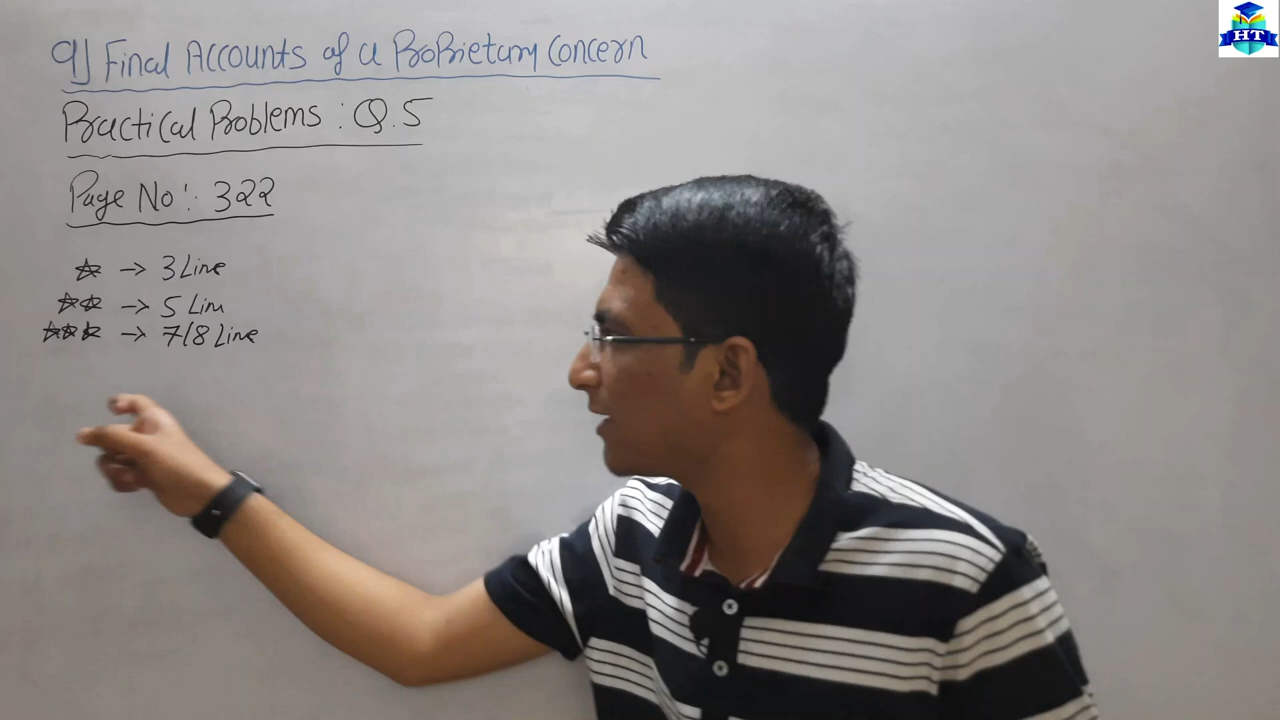 9] Final Accounts of a Proprietary Concern
Practical Problems : Q.5
Page No : 322
☆ → 3 Line
☆☆ → 5 Line
☆☆☆ → 7/8 Line
HT